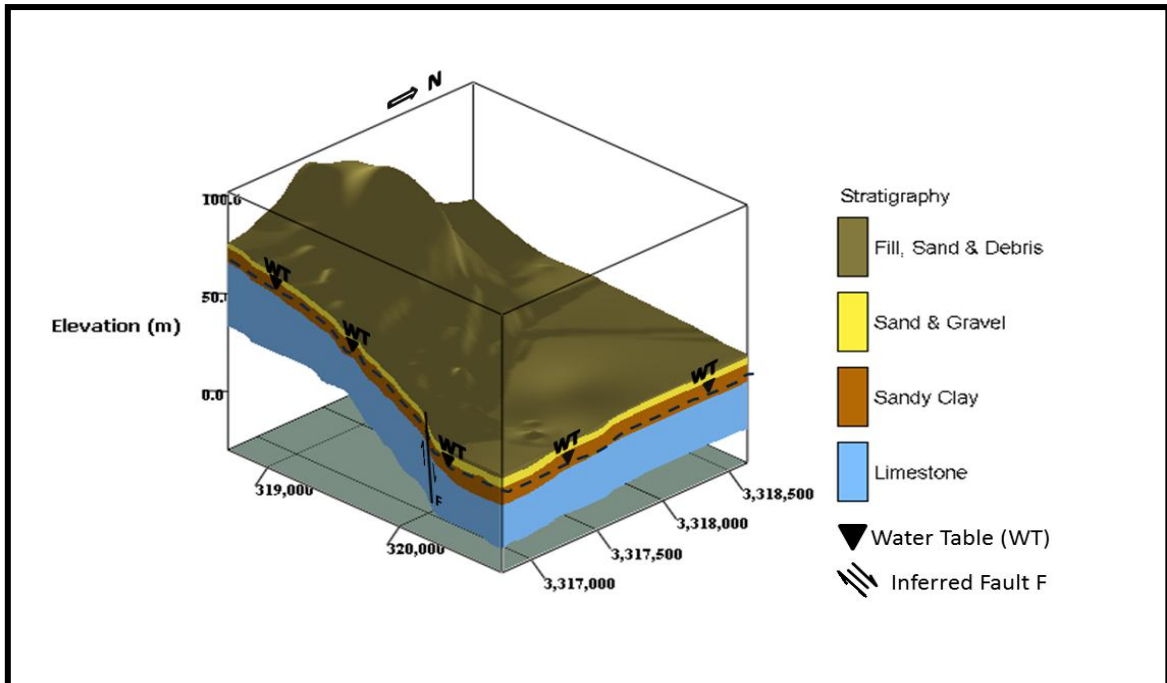 N
100.0
50.
0.0
Elevation (m)
WT
WT
WT
WT
WT
F
319,000
320,000
3,317,000
3,317,500
3,318,000
3,318,500
Stratigraphy
Fill, Sand & Debris
Sand & Gravel
Sandy Clay
Limestone
Water Table (WT)
Inferred Fault F